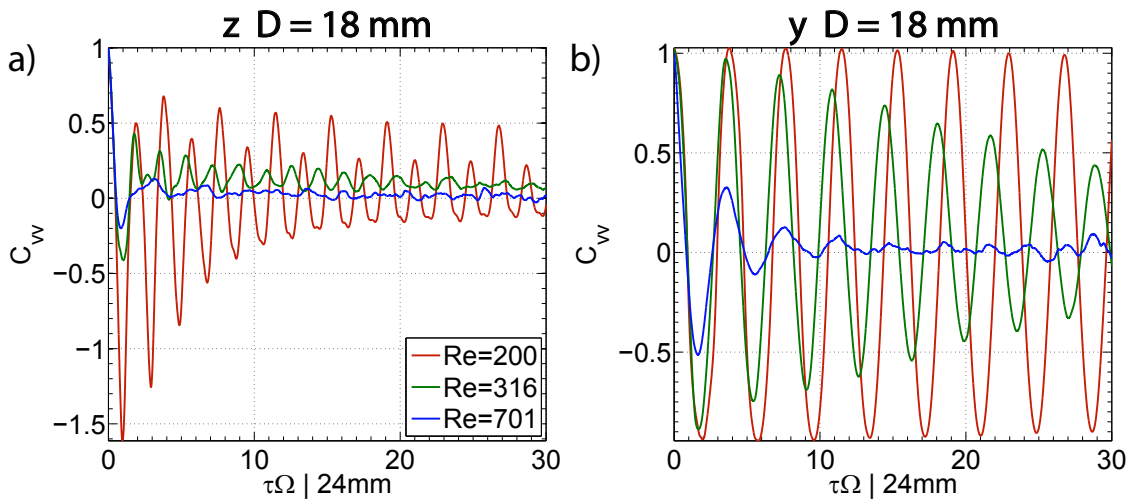 z D = 18 mm
a)
1
0.5
0
−0.5
−1
−1.5
C_vv
0
10
20
30
τΩ | 24mm
Re=200
Re=316
Re=701
y D = 18 mm
b)
1
0.5
0
−0.5
C_vv
0
10
20
30
τΩ | 24mm